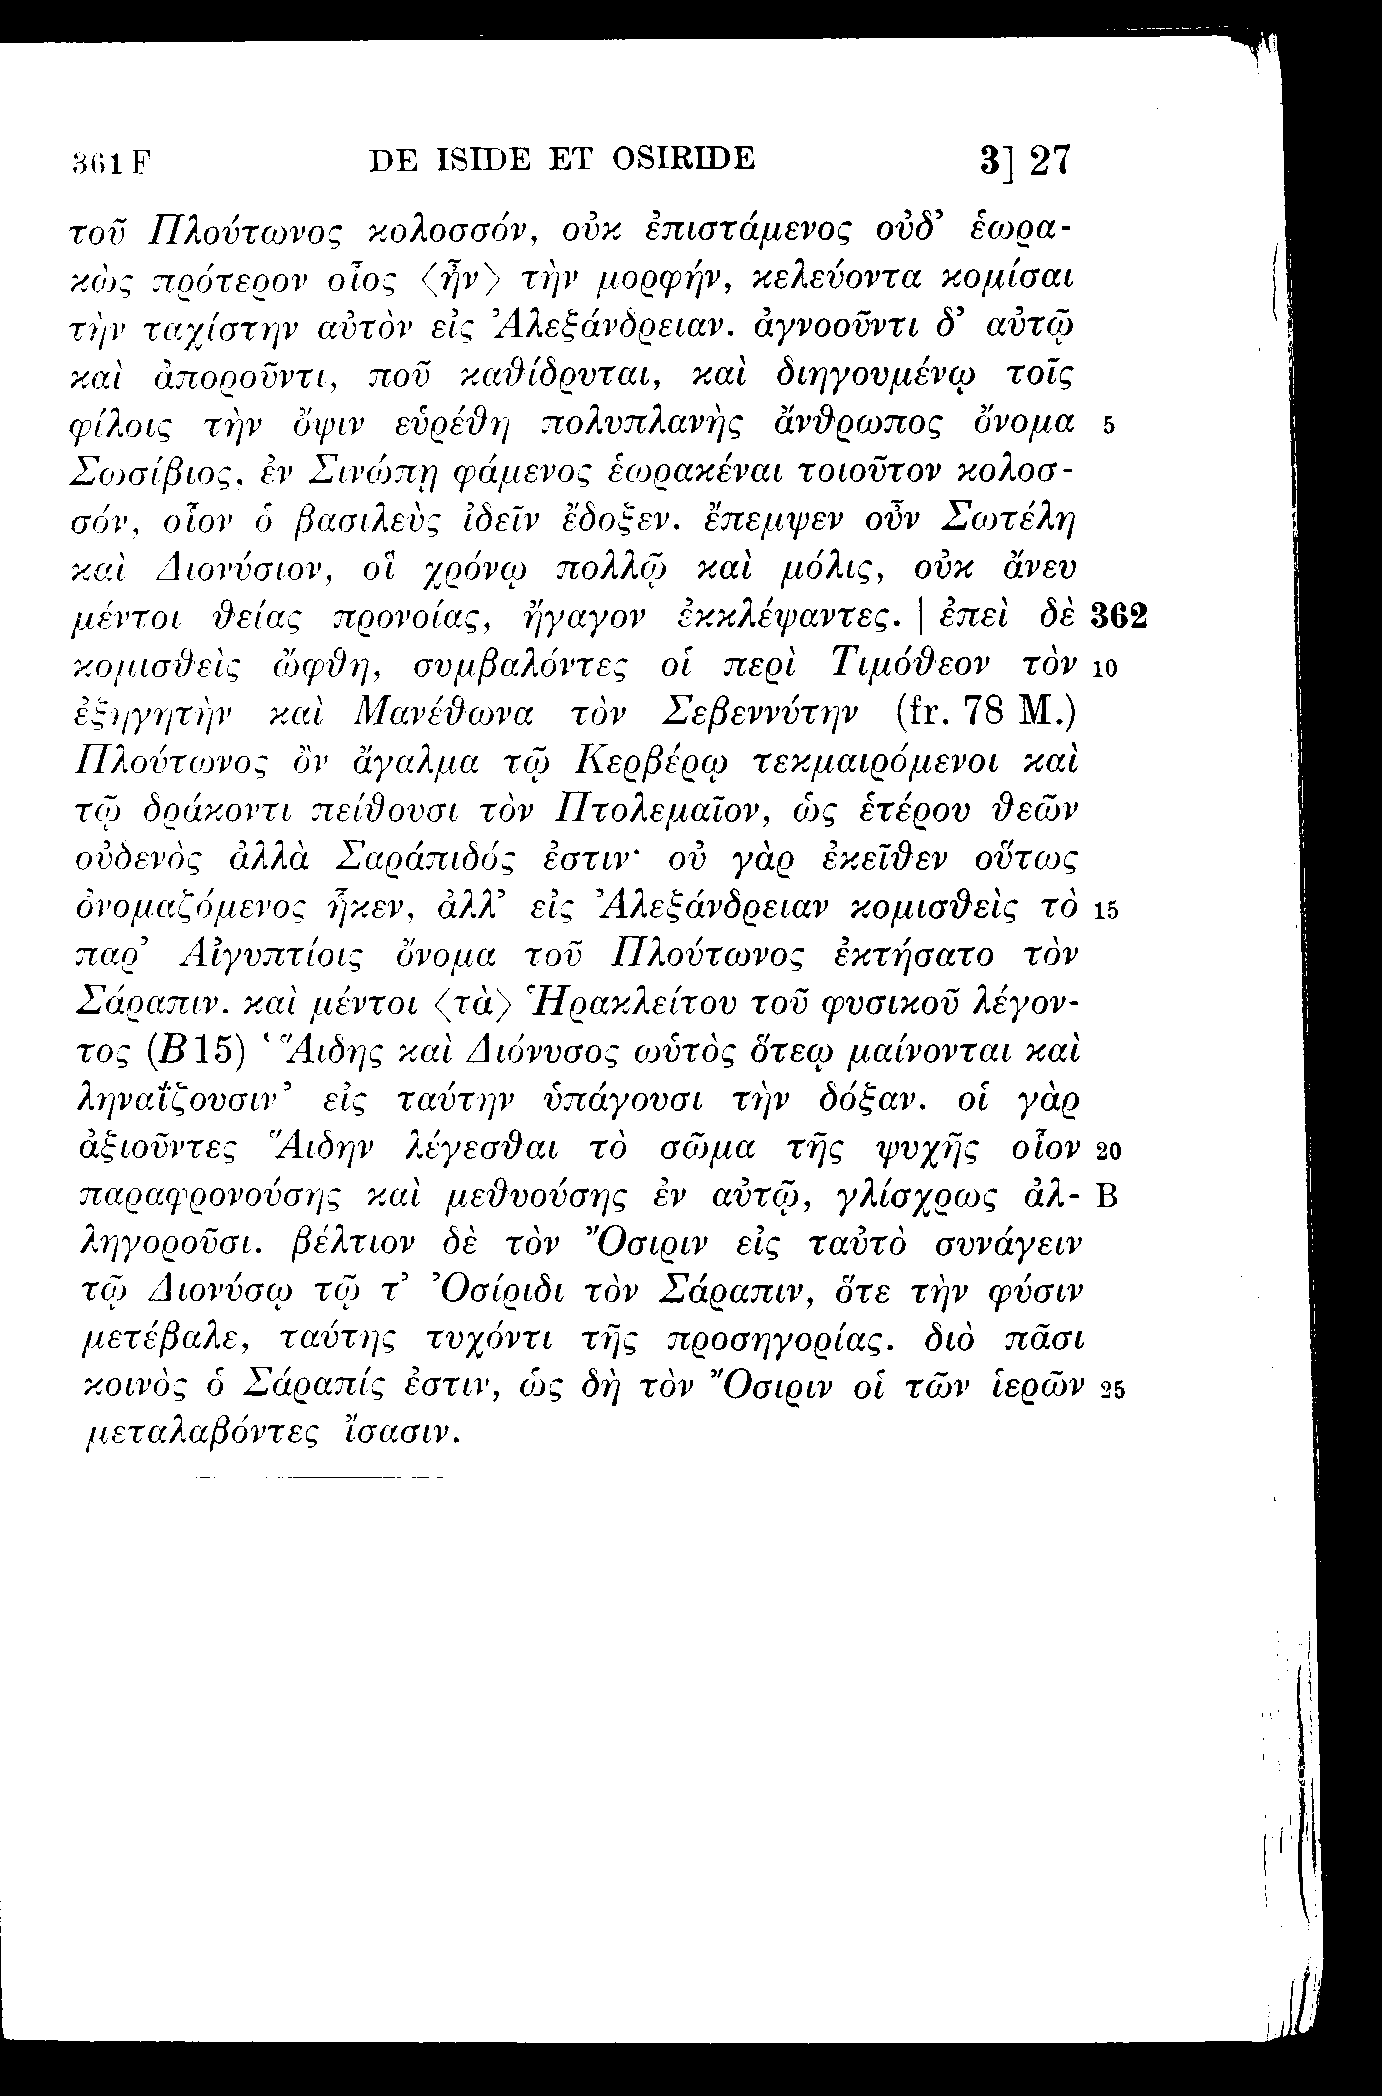 361 F DE ISIDE ET OSIRIDE 3] 27
τοῦ Πλούτωνος κολοσσόν, οὐκ ἐπιστάμενος οὐδ’ ἑωρα-
κὼς πρότερον οἷος ⟨ἦν⟩ τὴν μορφήν, κελεύοντα κομίσαι
τὴν ταχίστην αὐτὸν εἰς Ἀλεξάνδρειαν. ἀγνοοῦντι δ’ αὐτῷ
καὶ ἀποροῦντι, ποῦ καθίδρυται, καὶ διηγουμένῳ τοῖς
φίλοις τὴν ὄψιν εὑρέθη πολυπλανὴς ἄνθρωπος ὄνομα 5
Σωσίβιος, ἐν Σινώπῃ φάμενος ἑωρακέναι τοιοῦτον κολοσ-
σόν, οἷον ὁ βασιλεὺς ἰδεῖν ἔδοξεν. ἔπεμψεν οὖν Σωτέλη
καὶ Διονύσιον, οἳ χρόνῳ πολλῷ καὶ μόλις, οὐκ ἄνευ
μέντοι θείας προνοίας, ἤγαγον ἐκκλέψαντες. | ἐπεὶ δὲ 362
κομισθεὶς ὤφθη, συμβαλόντες οἱ περὶ Τιμόθεον τὸν 10
ἐξηγητὴν καὶ Μανέθωνα τὸν Σεβεννύτην (fr. 78 M.)
Πλούτωνος ὂν ἄγαλμα τῷ Κερβέρῳ τεκμαιρόμενοι καὶ
τῷ δράκοντι πείθουσι τὸν Πτολεμαῖον, ὡς ἑτέρου θεῶν
οὐδενὸς ἀλλὰ Σαράπιδός ἐστιν· οὐ γὰρ ἐκεῖθεν οὕτως
ὀνομαζόμενος ἧκεν, ἀλλ’ εἰς Ἀλεξάνδρειαν κομισθεὶς τὸ 15
παρ’ Αἰγυπτίοις ὄνομα τοῦ Πλούτωνος ἐκτήσατο τὸν
Σάραπιν. καὶ μέντοι ⟨τὰ⟩ Ἡρακλείτου τοῦ φυσικοῦ λέγον-
τος (B 15) ‘Ἅιδης καὶ Διόνυσος ωὑτὸς ὅτεῳ μαίνονται καὶ
ληναΐζουσιν’ εἰς ταύτην ὑπάγουσι τὴν δόξαν. οἱ γὰρ
ἀξιοῦντες Ἅιδην λέγεσθαι τὸ σῶμα τῆς ψυχῆς οἷον 20
παραφρονούσης καὶ μεθυούσης ἐν αὐτῷ, γλίσχρως ἀλ- B
ληγοροῦσι. βέλτιον δὲ τὸν Ὄσιριν εἰς ταὐτὸ συνάγειν
τῷ Διονύσῳ τῷ τ’ Ὀσίριδι τὸν Σάραπιν, ὅτε τὴν φύσιν
μετέβαλε, ταύτης τυχόντι τῆς προσηγορίας. διὸ πᾶσι
κοινὸς ὁ Σάραπίς ἐστιν, ὡς δὴ τὸν Ὄσιριν οἱ τῶν ἱερῶν 25
μεταλαβόντες ἴσασιν.